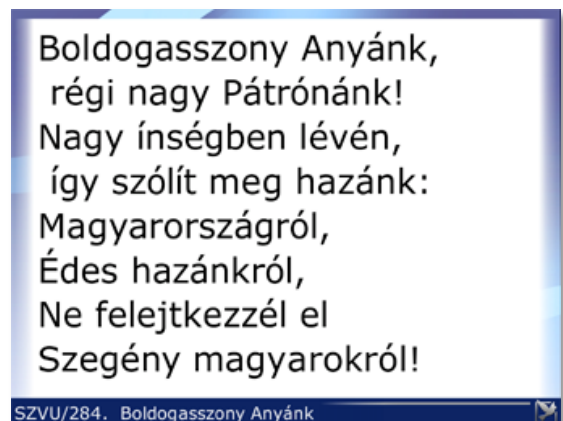 Boldogasszony Anyánk,
régi nagy Pátrónánk!
Nagy ínségben lévén,
így szólít meg hazánk:
Magyarországról,
Édes hazánkról,
Ne felejtkezzél el
Szegény magyarokról!
SZVU/284. Boldogasszony Anyánk